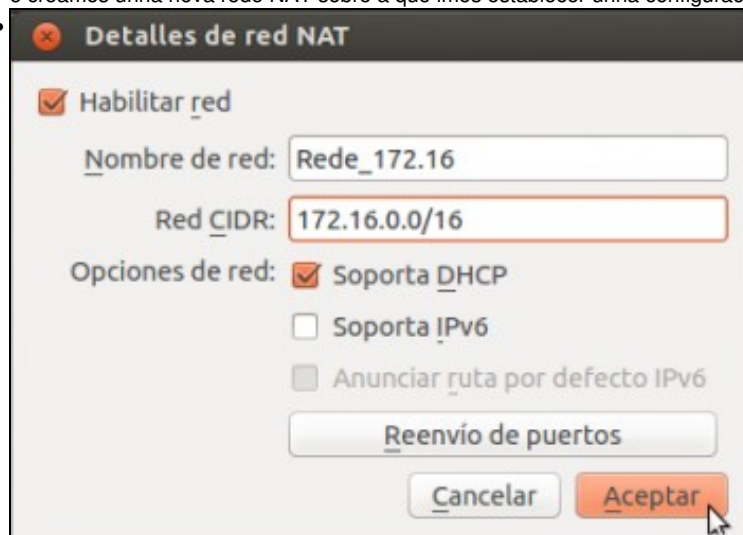 Detalles de red NAT
Habilitar red
Nombre de red: Rede_172.16
Red CIDR: 172.16.0.0/16
Opciones de red: Soporta DHCP
Soporta IPv6
Anunciar ruta por defecto IPv6
Reenvío de puertos
Cancelar Aceptar